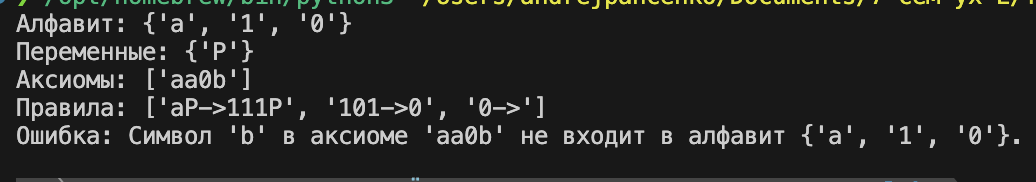 Алфавит: {'a', '1', '0'}
Переменные: {'P'}
Аксиомы: ['aa0b']
Правила: ['aP->111P', '101->0', '0->']
Ошибка: Символ 'b' в аксиоме 'aa0b' не входит в алфавит {'a', '1', '0'}.